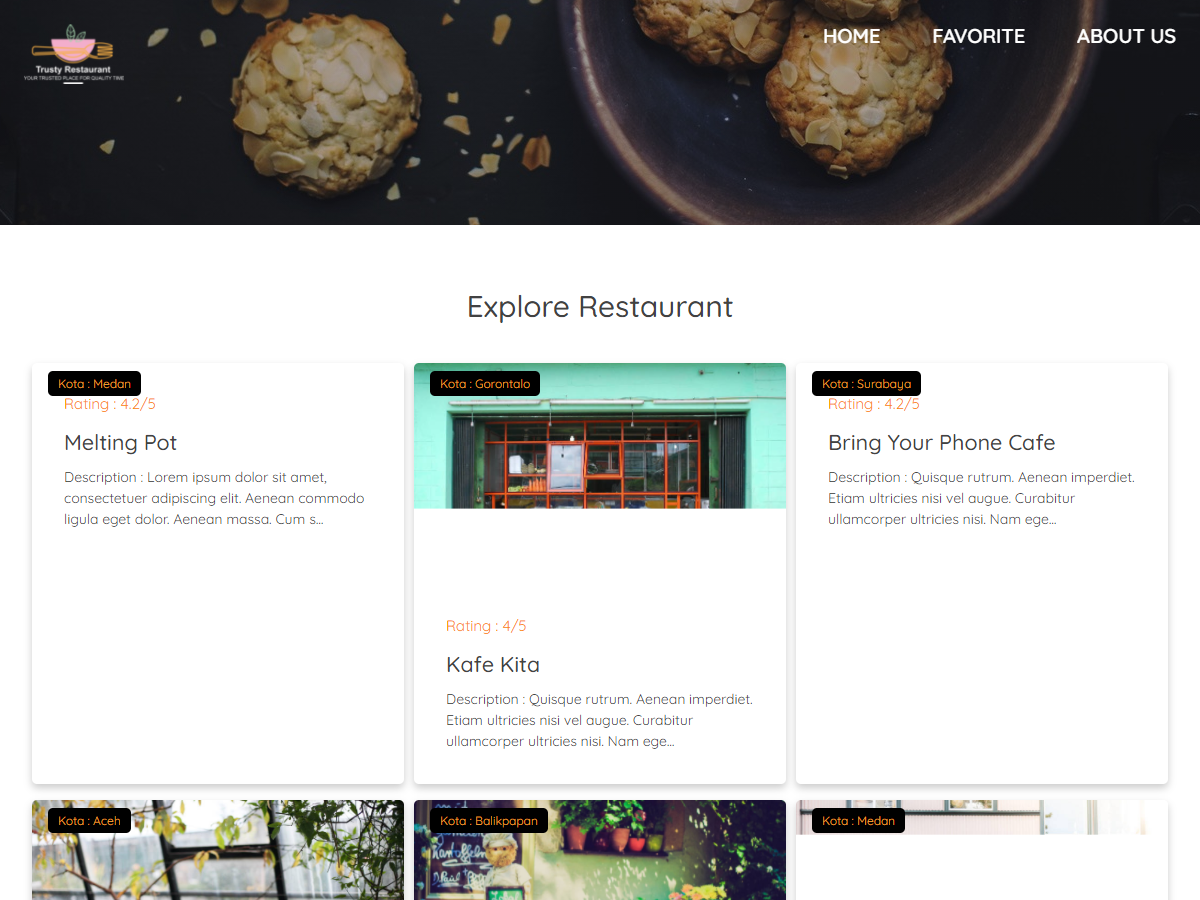 Trusty Restaurant
YOUR TRUSTED PLACE FOR QUALITY TIME
HOME
FAVORITE
ABOUT US
Explore Restaurant
Kota : Medan
Rating : 4.2/5
Melting Pot
Description : Lorem ipsum dolor sit amet,
consectetuer adipiscing elit. Aenean commodo
ligula eget dolor. Aenean massa. Cum s...
Kota : Gorontalo
Rating : 4/5
Kafe Kita
Description : Quisque rutrum. Aenean imperdiet.
Etiam ultricies nisi vel augue. Curabitur
ullamcorper ultricies nisi. Nam ege...
Kota : Surabaya
Rating : 4.2/5
Bring Your Phone Cafe
Description : Quisque rutrum. Aenean imperdiet.
Etiam ultricies nisi vel augue. Curabitur
ullamcorper ultricies nisi. Nam ege...
Kota : Aceh
Kota : Balikpapan
Kota : Medan